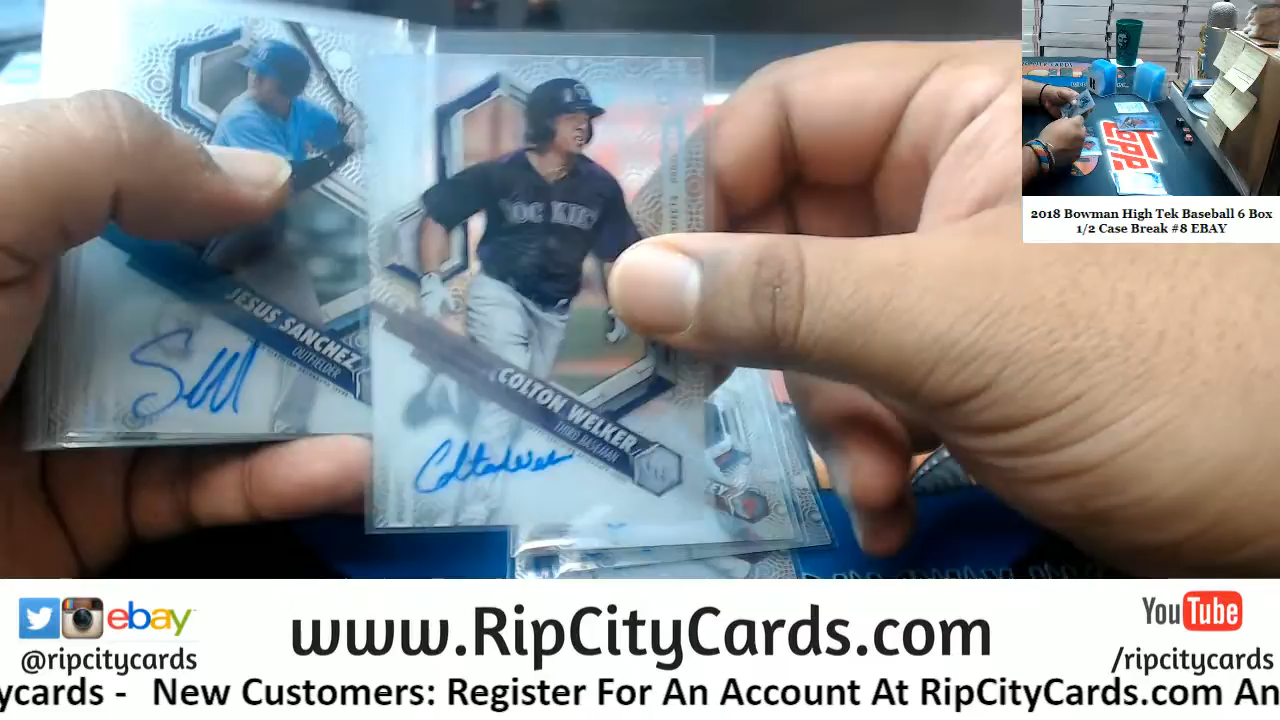 JESUS SANCHEZ
OUTFIELDER
COLTON WELKER
THIRD BASEMAN
topps
2018 Bowman High Tek Baseball 6 Box
1/2 Case Break #8 EBAY
ebay
@ripcitycards
www.RipCityCards.com
YouTube
/ripcitycards
ycards - New Customers: Register For An Account At RipCityCards.com An